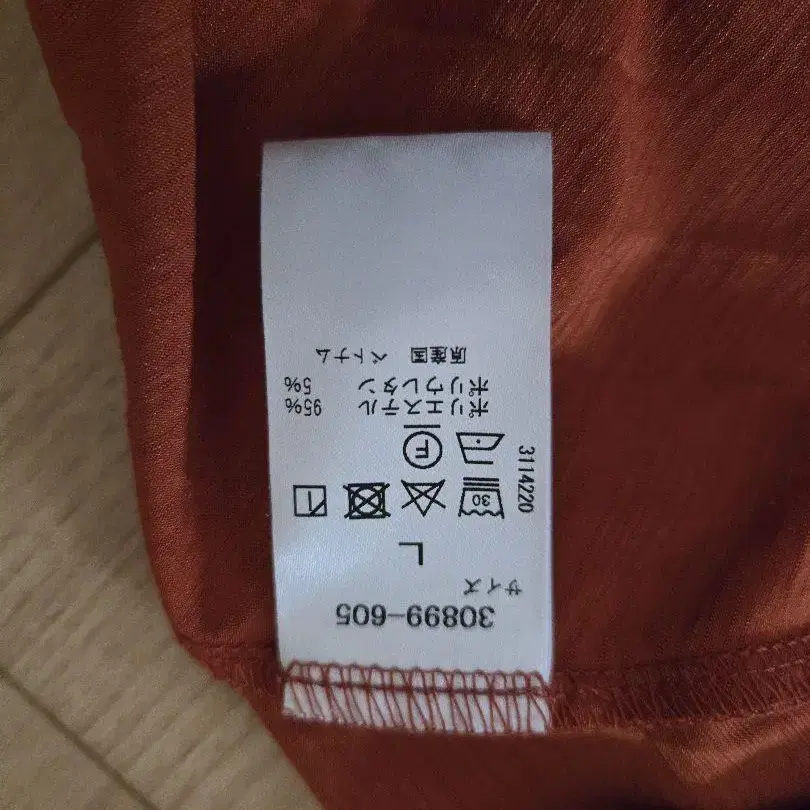 30899-605
サイズ
L
30
F
3114220
ポリエステル 95%
ポリウレタン 5%
原産国 ベトナム